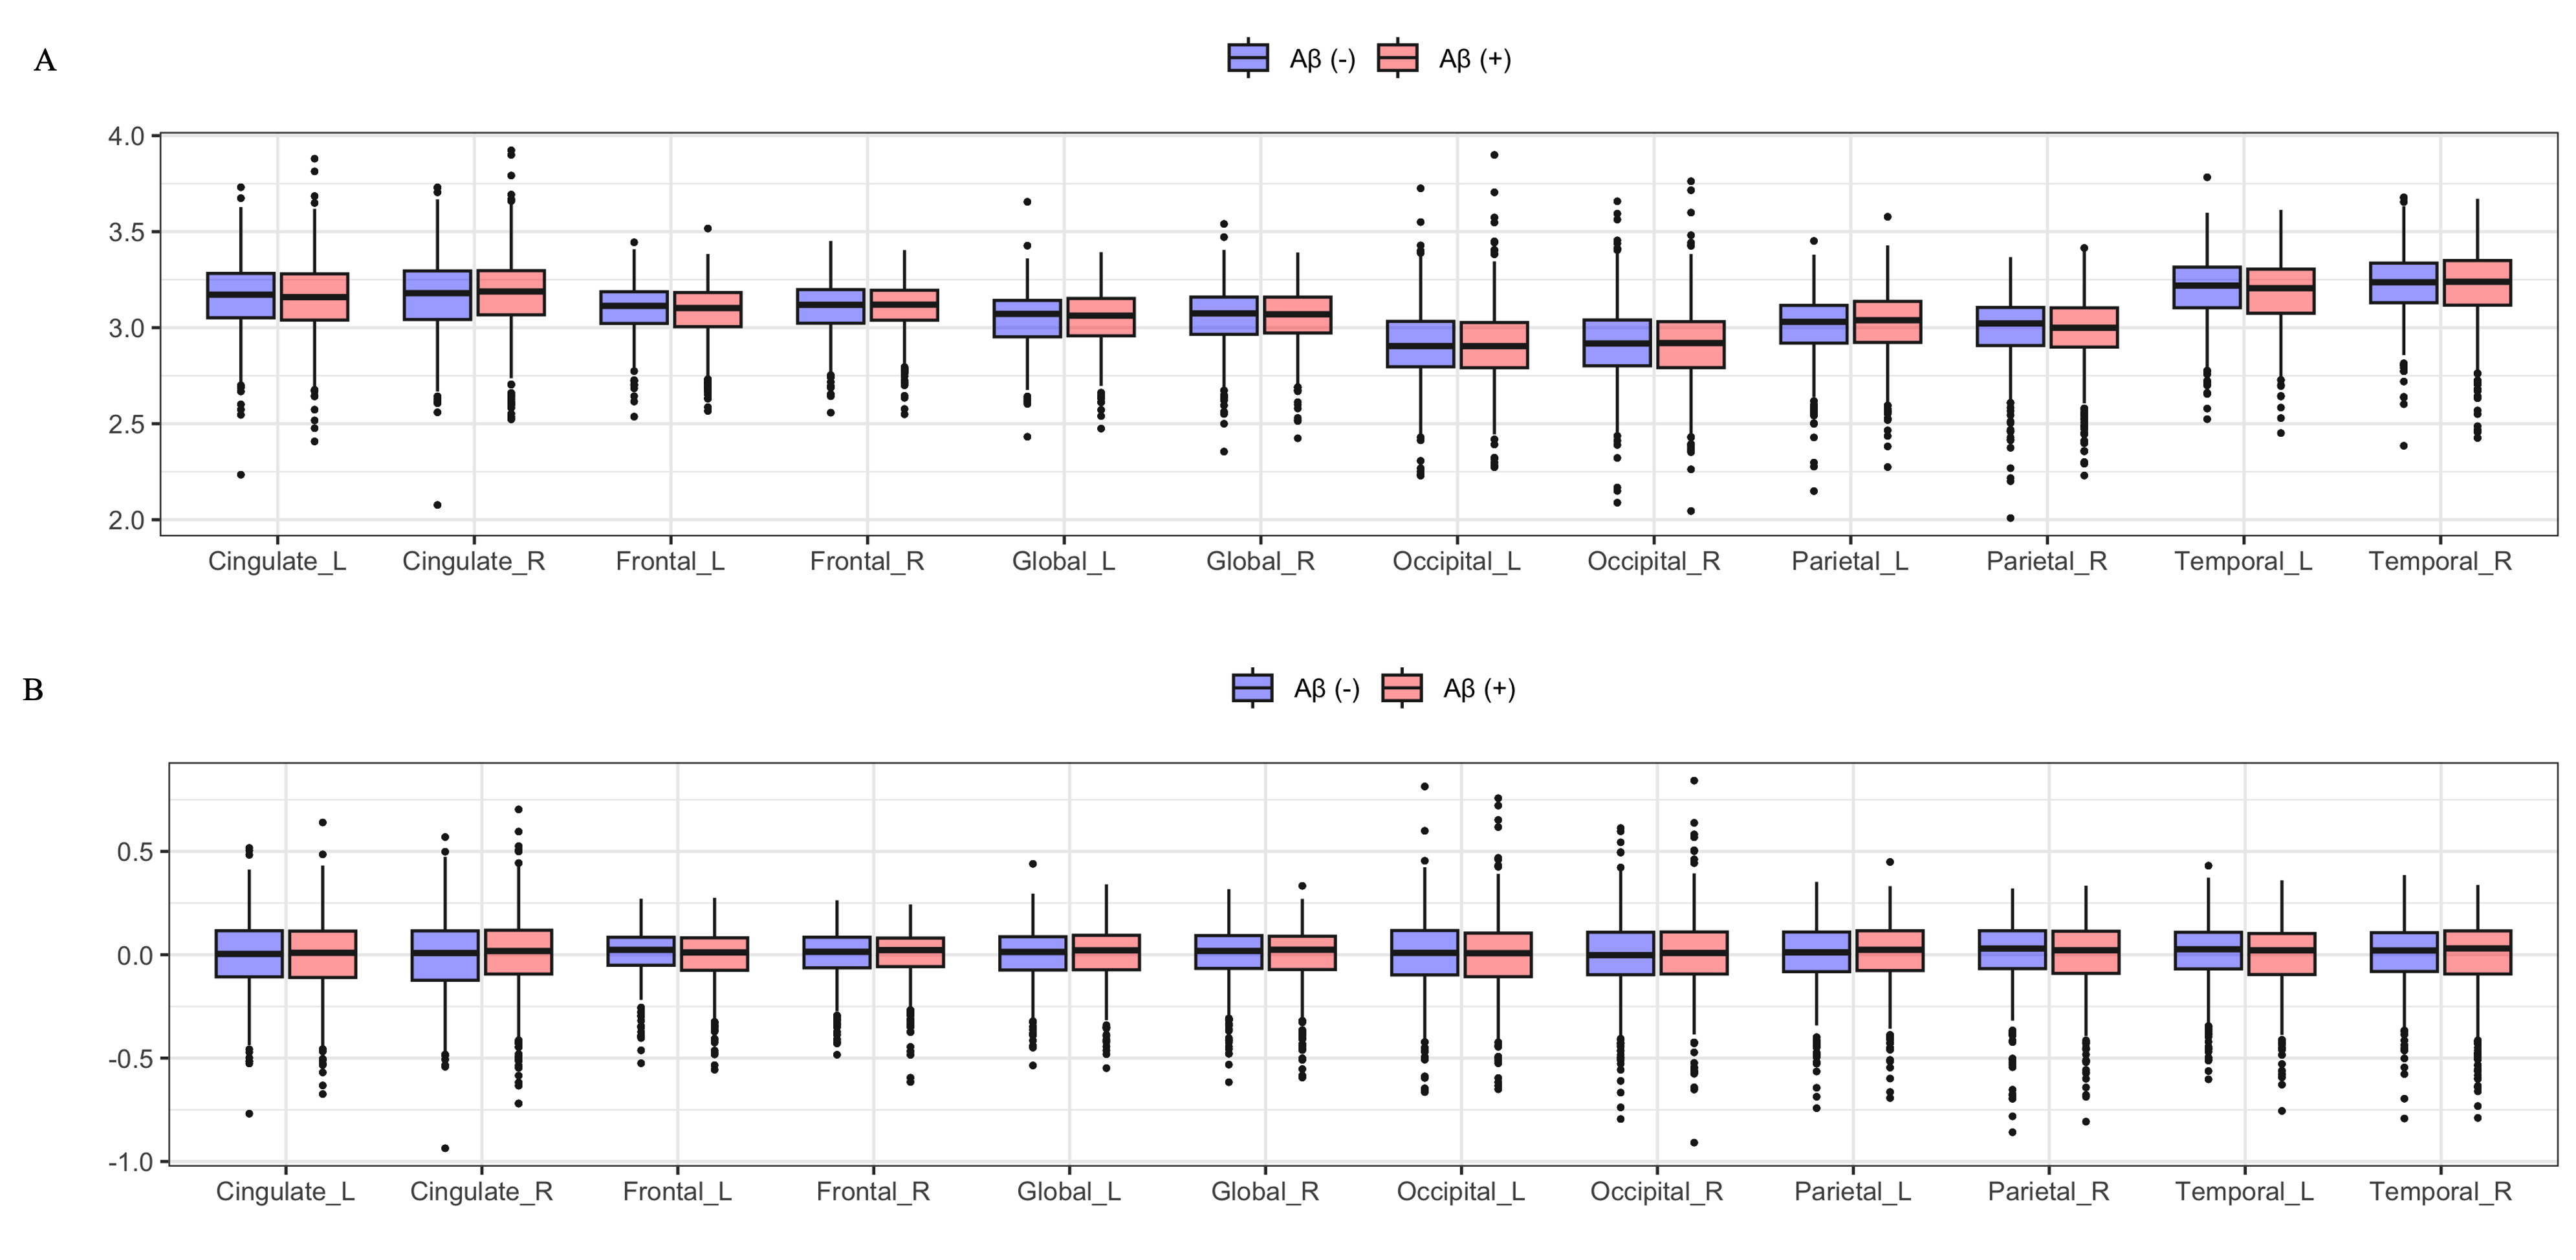 A
Aβ (-) Aβ (+)
4.0
3.5
3.0
2.5
2.0
Cingulate_L Cingulate_R Frontal_L Frontal_R Global_L Global_R Occipital_L Occipital_R Parietal_L Parietal_R Temporal_L Temporal_R
B
Aβ (-) Aβ (+)
0.5
0.0
-0.5
-1.0
Cingulate_L Cingulate_R Frontal_L Frontal_R Global_L Global_R Occipital_L Occipital_R Parietal_L Parietal_R Temporal_L Temporal_R